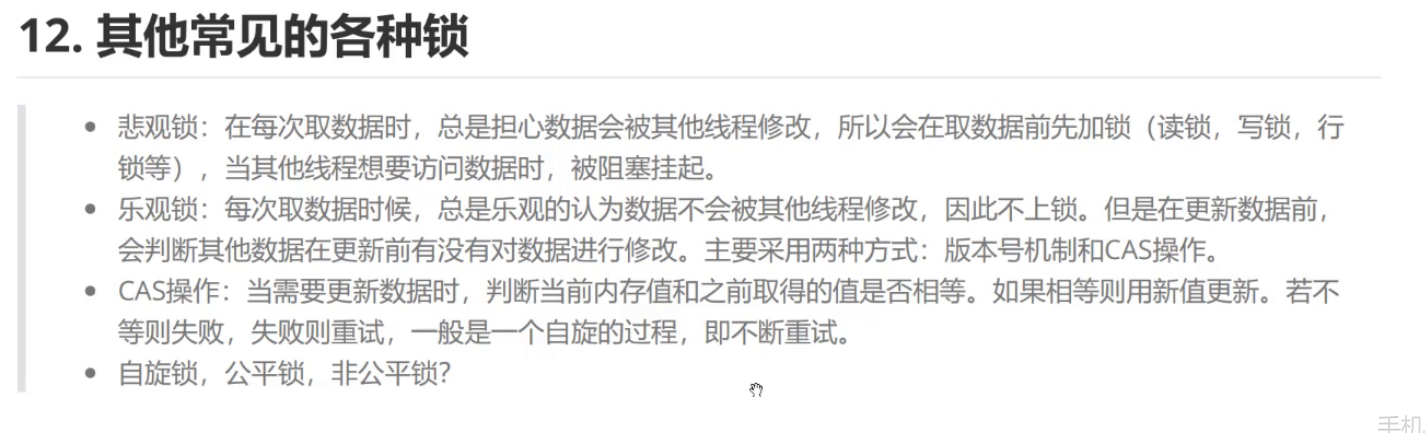 12. 其他常见的各种锁
悲观锁：在每次取数据时，总是担心数据会被其他线程修改，所以会在取数据前先加锁（读锁，写锁，行
锁等），当其他线程想要访问数据时，被阻塞挂起。
乐观锁：每次取数据时候，总是乐观的认为数据不会被其他线程修改，因此不上锁。但是在更新数据前，
会判断其他数据在更新前有没有对数据进行修改。主要采用两种方式：版本号机制和CAS操作。
CAS操作：当需要更新数据时，判断当前内存值和之前取得的值是否相等。如果相等则用新值更新。若不
等则失败，失败则重试，一般是一个自旋的过程，即不断重试。
自旋锁，公平锁，非公平锁？
手机